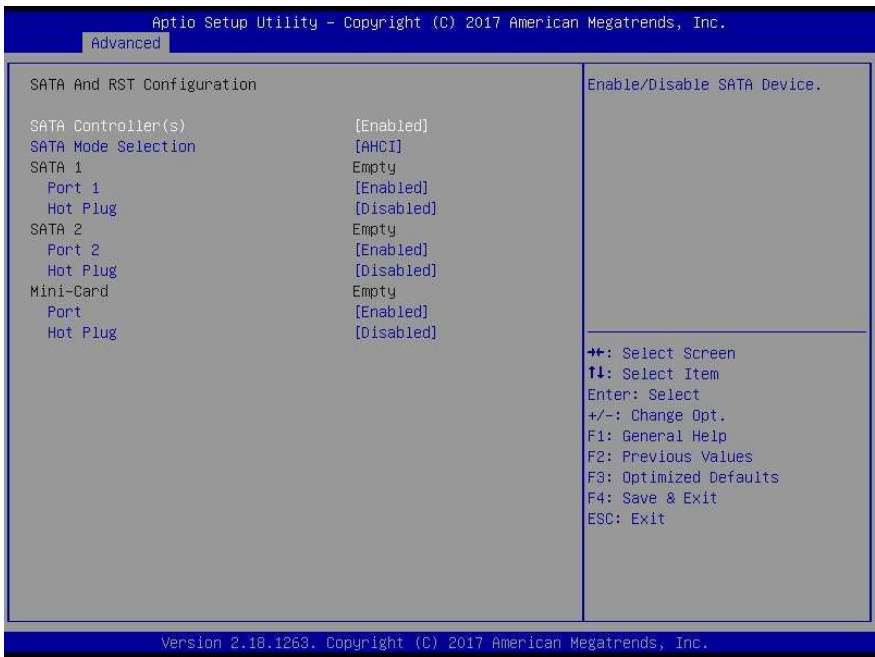 Aptio Setup Utility – Copyright (C) 2017 American Megatrends, Inc.
Advanced
SATA And RST Configuration
SATA Controller(s) [Enabled]
SATA Mode Selection [AHCI]
SATA 1 Empty
Port 1 [Enabled]
Hot Plug [Disabled]
SATA 2 Empty
Port 2 [Enabled]
Hot Plug [Disabled]
Mini-Card Empty
Port [Enabled]
Hot Plug [Disabled]
Enable/Disable SATA Device.
→←: Select Screen
↑↓: Select Item
Enter: Select
+/-: Change Opt.
F1: General Help
F2: Previous Values
F3: Optimized Defaults
F4: Save & Exit
ESC: Exit
Version 2.18.1263. Copyright (C) 2017 American Megatrends, Inc.